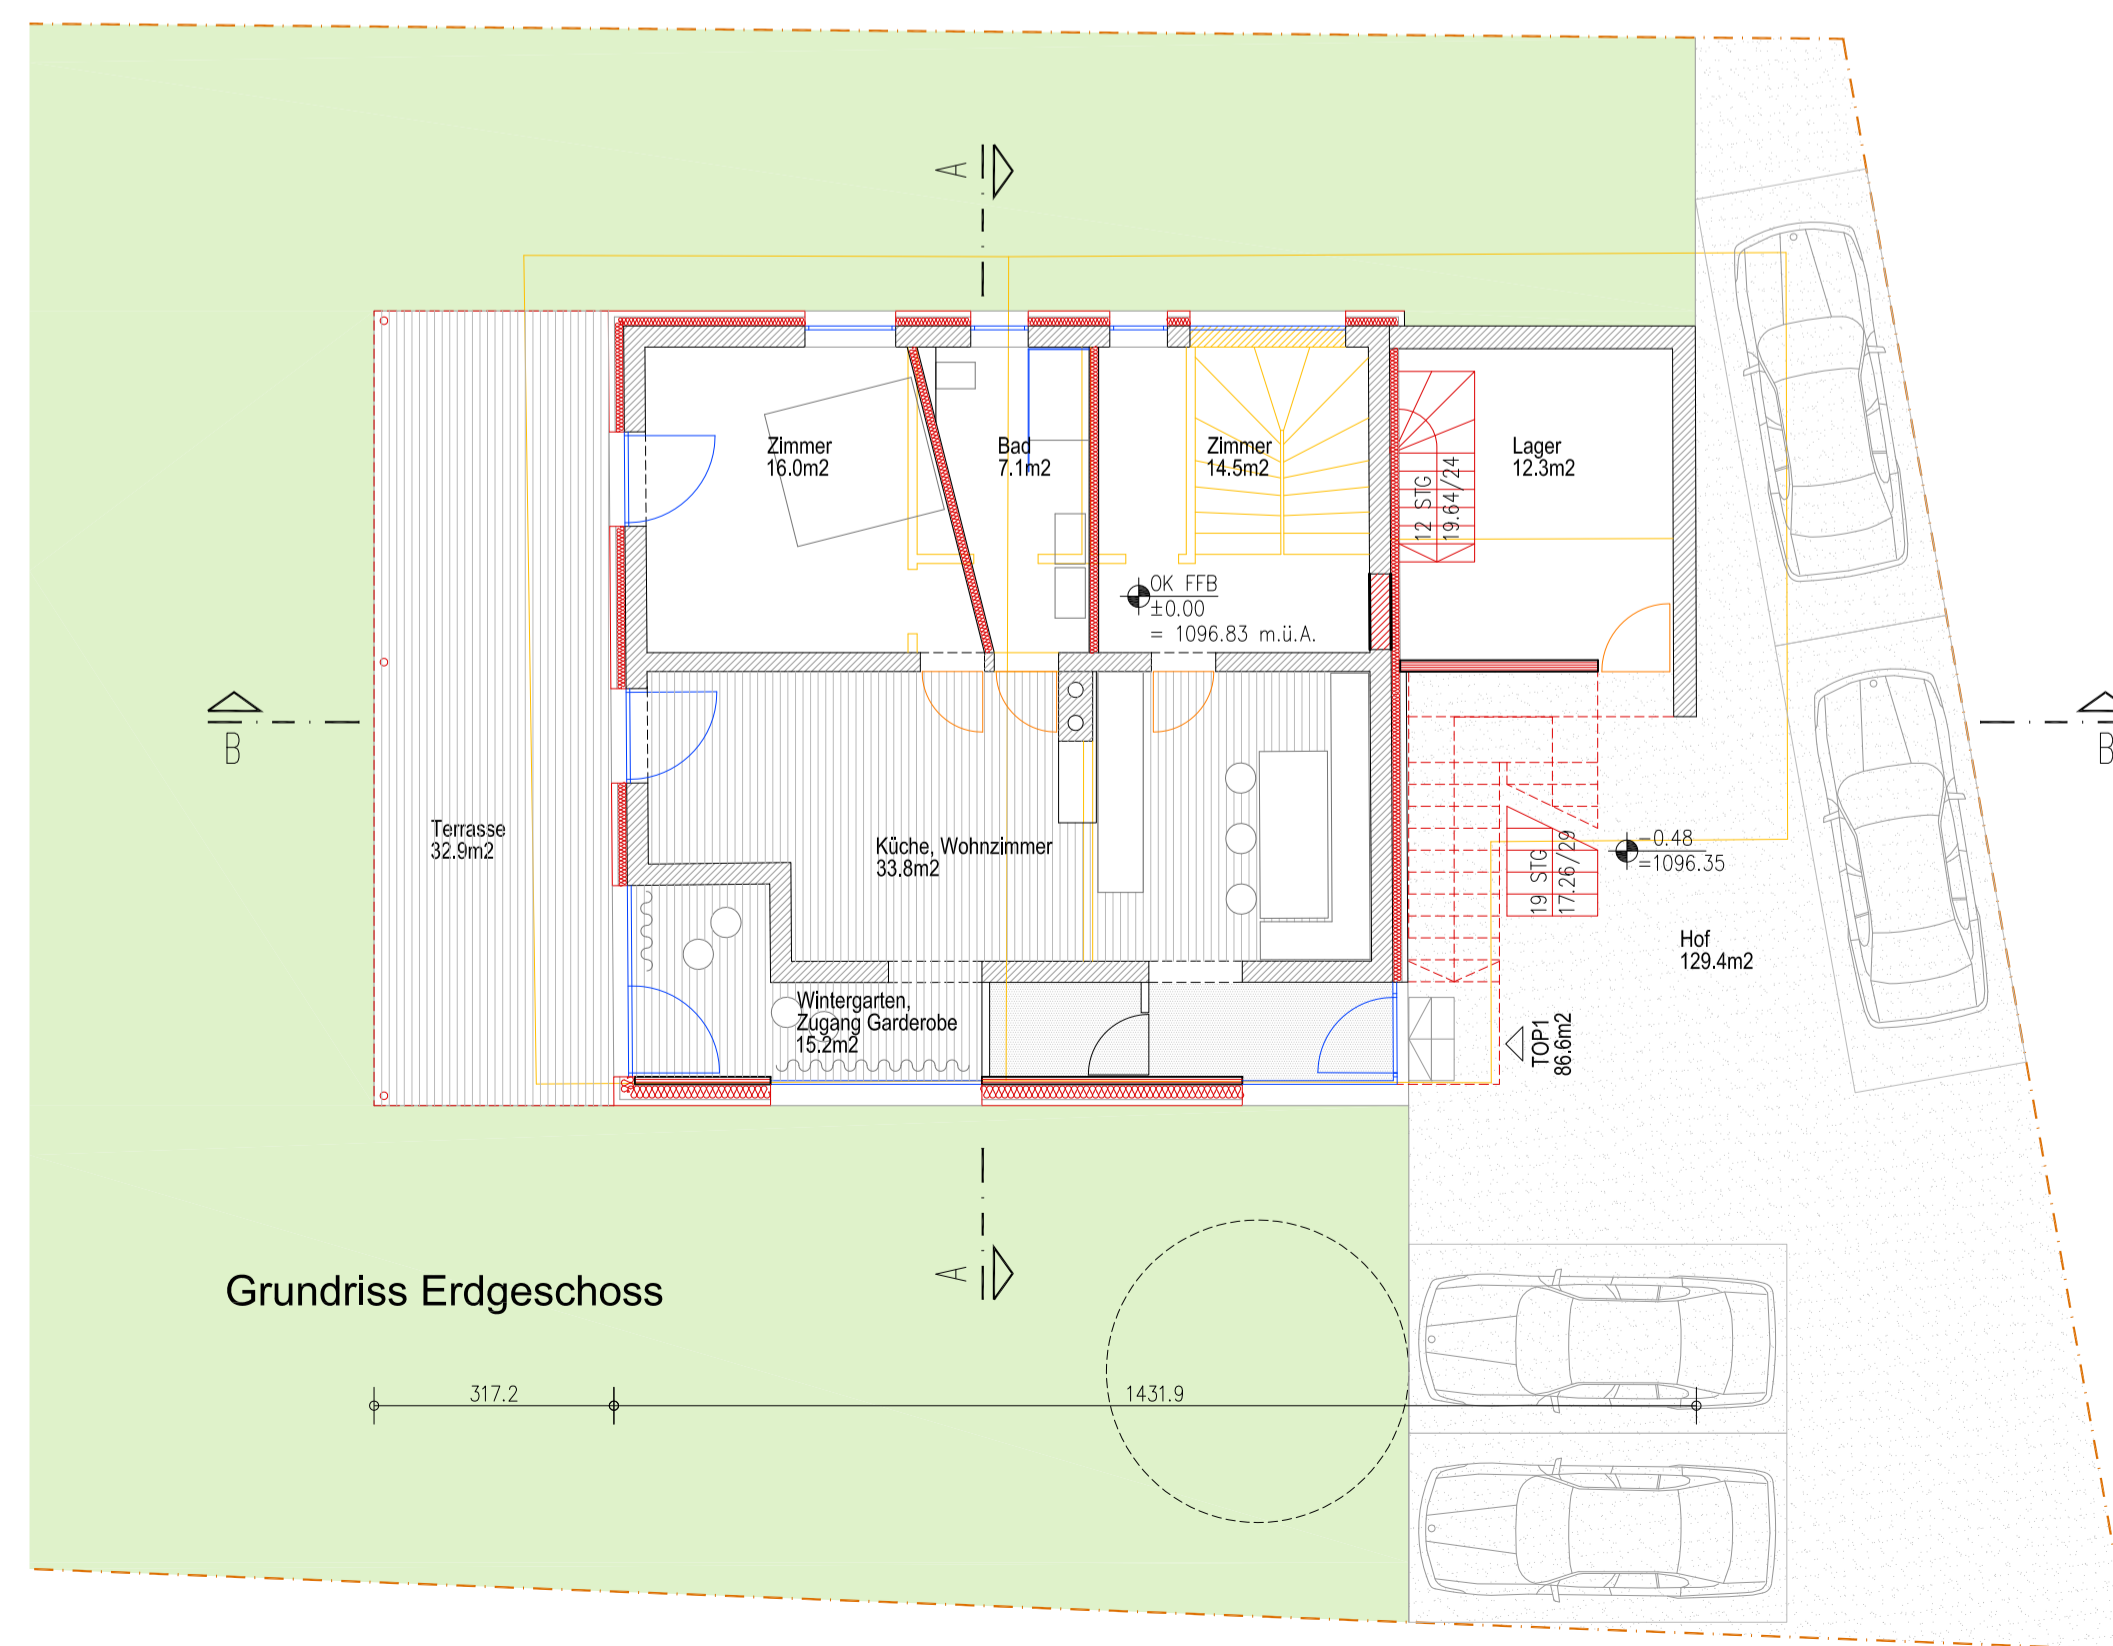 A
Zimmer
16.0m2
Bad
7.1m2
Zimmer
14.5m2
Lager
12.3m2
12 STG
19.64/24
OK FFB
±0.00
= 1096.83 m.ü.A.
B
B
Terrasse
32.9m2
Küche, Wohnzimmer
33.8m2
19 STG
17.26/29
-0.48
=1096.35
Hof
129.4m2
Wintergarten,
Zugang Garderobe
15.2m2
TOP1
86.6m2
A
Grundriss Erdgeschoss
317.2
1431.9